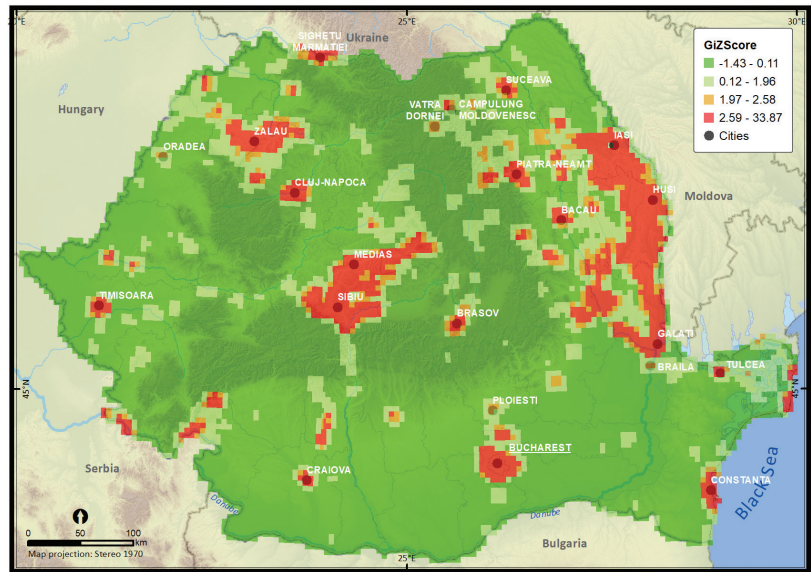 20°E
25°E
30°E
Ukraine
SIGHETU
MARMATIEI
GiZScore
-1.43 - 0.11
0.12 - 1.96
1.97 - 2.58
2.59 - 33.87
Cities
SUCEAVA
Hungary
VATRA
DORNEI
CAMPULUNG
MOLDOVENESC
ZALAU
IASI
ORADEA
PIATRA-NEAMT
CLUJ-NAPOCA
HUSI
Moldova
BACAU
MEDIAS
TIMISOARA
SIBIU
BRASOV
GALATI
BRAILA
TULCEA
45°N
45°N
PLOIESTI
BUCHAREST
Serbia
CRAIOVA
CONSTANTA
Black Sea
Danube
Danube
0 50 100
km
Map projection: Stereo 1970
25°E
Bulgaria